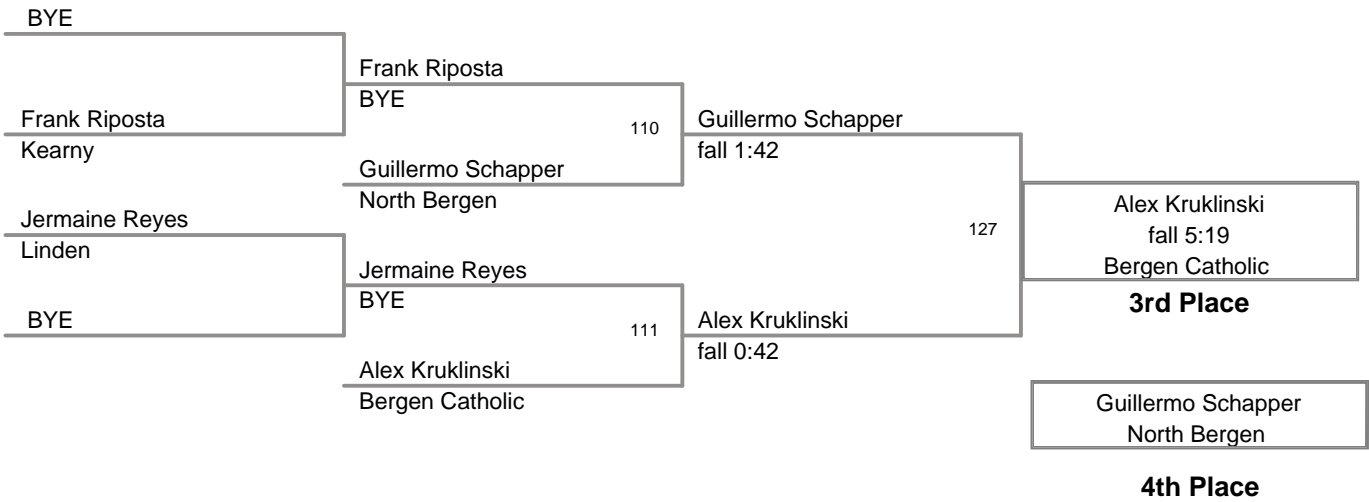 BYE
Frank Riposta
Kearny
Jermaine Reyes
Linden
BYE
Frank Riposta
BYE
110
Guillermo Schapper
North Bergen
Jermaine Reyes
BYE
111
Alex Kruklinski
Bergen Catholic
Guillermo Schapper
fall 1:42
127
Alex Kruklinski
fall 0:42
Alex Kruklinski
fall 5:19
Bergen Catholic
3rd Place
Guillermo Schapper
North Bergen
4th Place